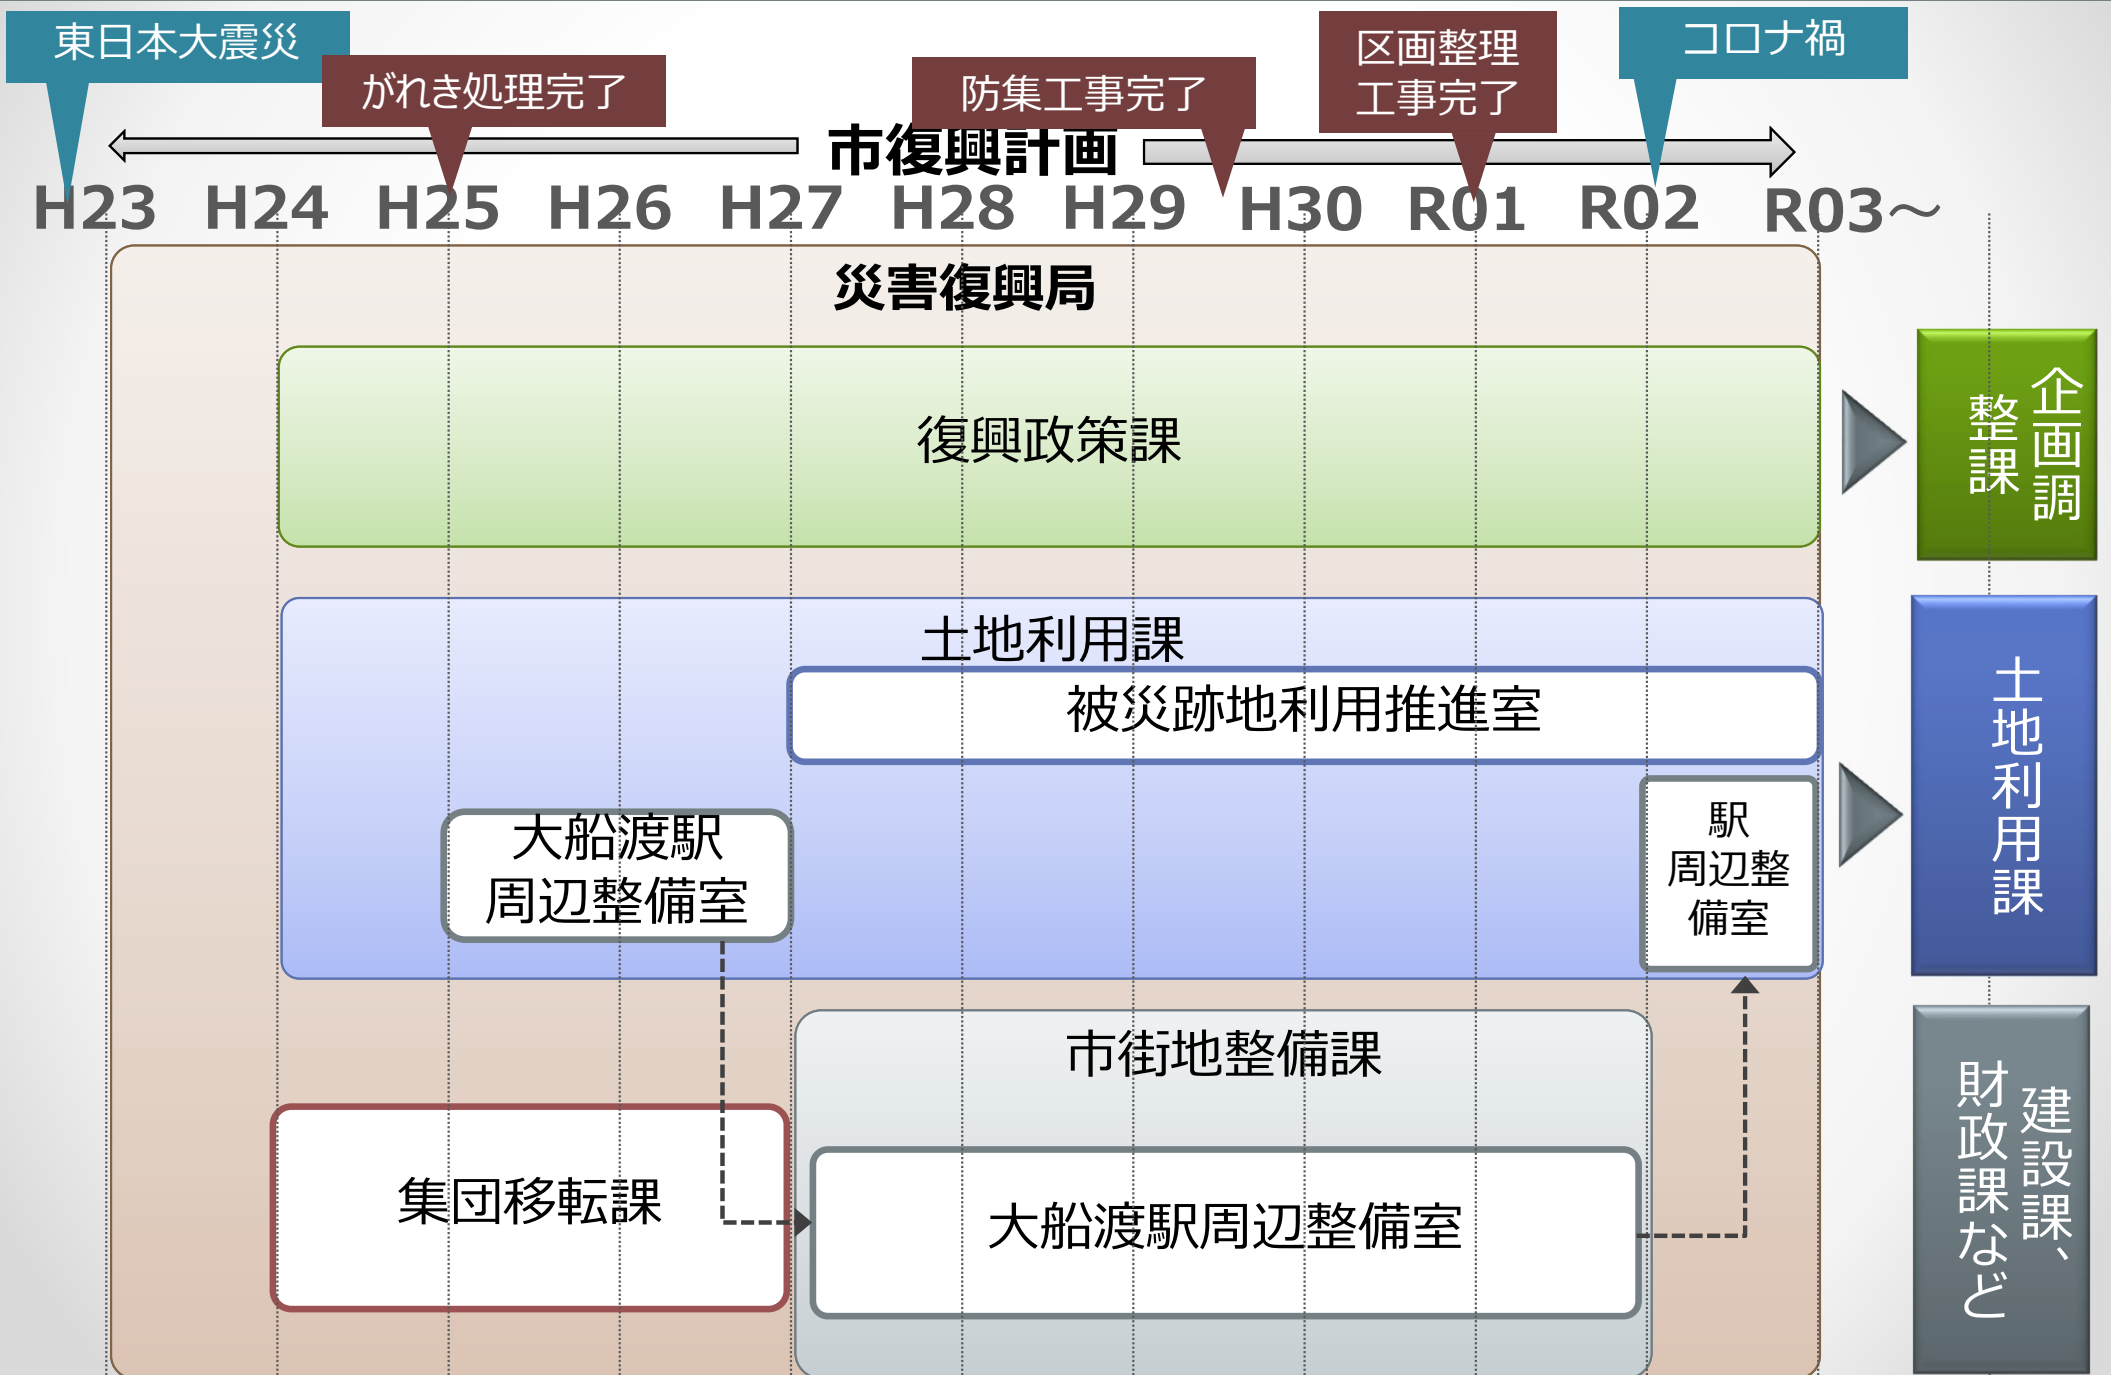 東日本大震災
がれき処理完了
防集工事完了
区画整理
工事完了
コロナ禍
市復興計画
H23 H24 H25 H26 H27 H28 H29 H30 R01 R02 R03～
災害復興局
復興政策課
企画調
整課
土地利用課
被災跡地利用推進室
大船渡駅
周辺整備室
駅
周辺整
備室
土地利用課
市街地整備課
集団移転課
大船渡駅周辺整備室
建設課、
財政課など